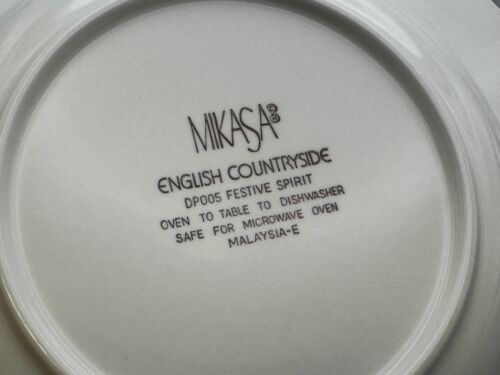 MIKASA©®
ENGLISH COUNTRYSIDE
DP005 FESTIVE SPIRIT
OVEN TO TABLE TO DISHWASHER
SAFE FOR MICROWAVE OVEN
MALAYSIA-E